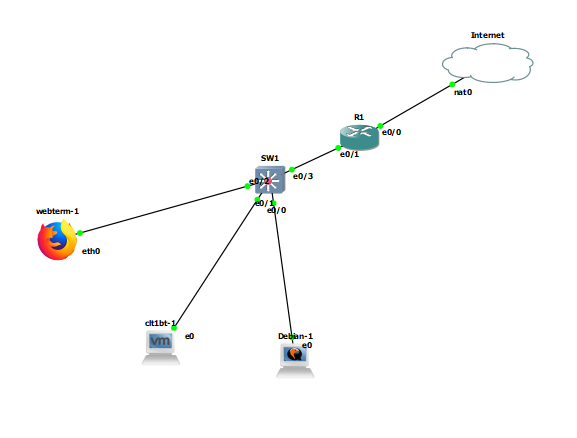 Internet
nat0
R1
e0/0
e0/1
SW1
e0/3
e0/2
e0/1
e0/0
webterm-1
eth0
clt1bt-1
vm
e0
Debian-1
e0